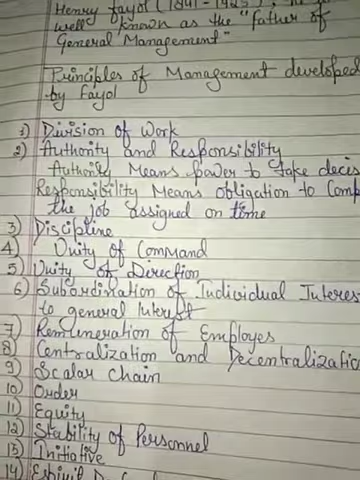 Henry fayol (1841-1925), he
well known as the "father of
General Management"
Principles of Management developed
by Fayol
1) Division of Work
2) Authority and Responsibility
Authority Means power to take decis
Responsibility Means obligation to Comp
the job assigned on time
3) Discipline
4) Unity of Command
5) Unity of Direction
6) Subordination of Individual Interes
to general Interest
7) Remuneration of Employes
8) Centralization and Decentralizatio
9) Scalar Chain
10) Order
11) Equity
12) Stability of Personnel
13) Initiative
14)